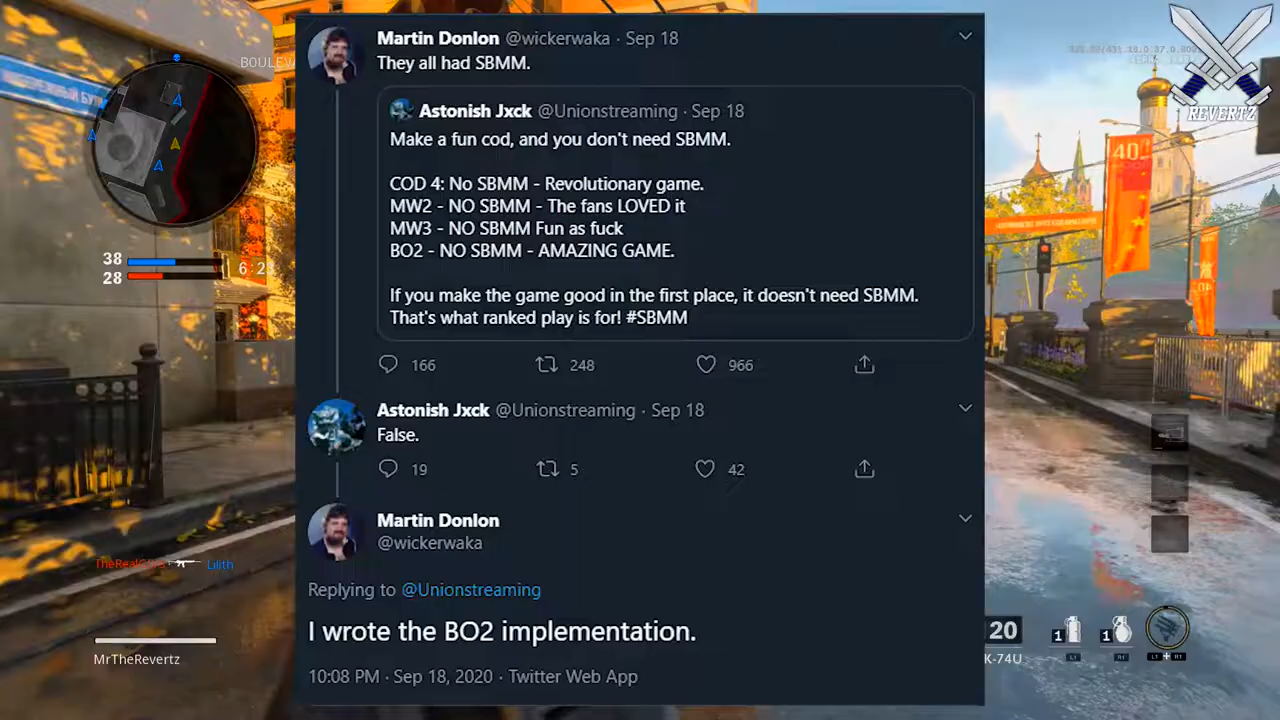 Martin Donlon @wickerwaka · Sep 18
They all had SBMM.
Astonish Jxck @Unionstreaming · Sep 18
Make a fun cod, and you don't need SBMM.
COD 4: No SBMM - Revolutionary game.
MW2 - NO SBMM - The fans LOVED it
MW3 - NO SBMM Fun as fuck
BO2 - NO SBMM - AMAZING GAME.
If you make the game good in the first place, it doesn't need SBMM.
That's what ranked play is for! #SBMM
166 248 966
Astonish Jxck @Unionstreaming · Sep 18
False.
19 5 42
Martin Donlon
@wickerwaka
Replying to @Unionstreaming
I wrote the BO2 implementation.
10:08 PM · Sep 18, 2020 · Twitter Web App
BOULEV
38
28
Lilith
MrTheRevertz
REVERTZ
40
20
1 1
K-74U
L1 R1 L1 + R1